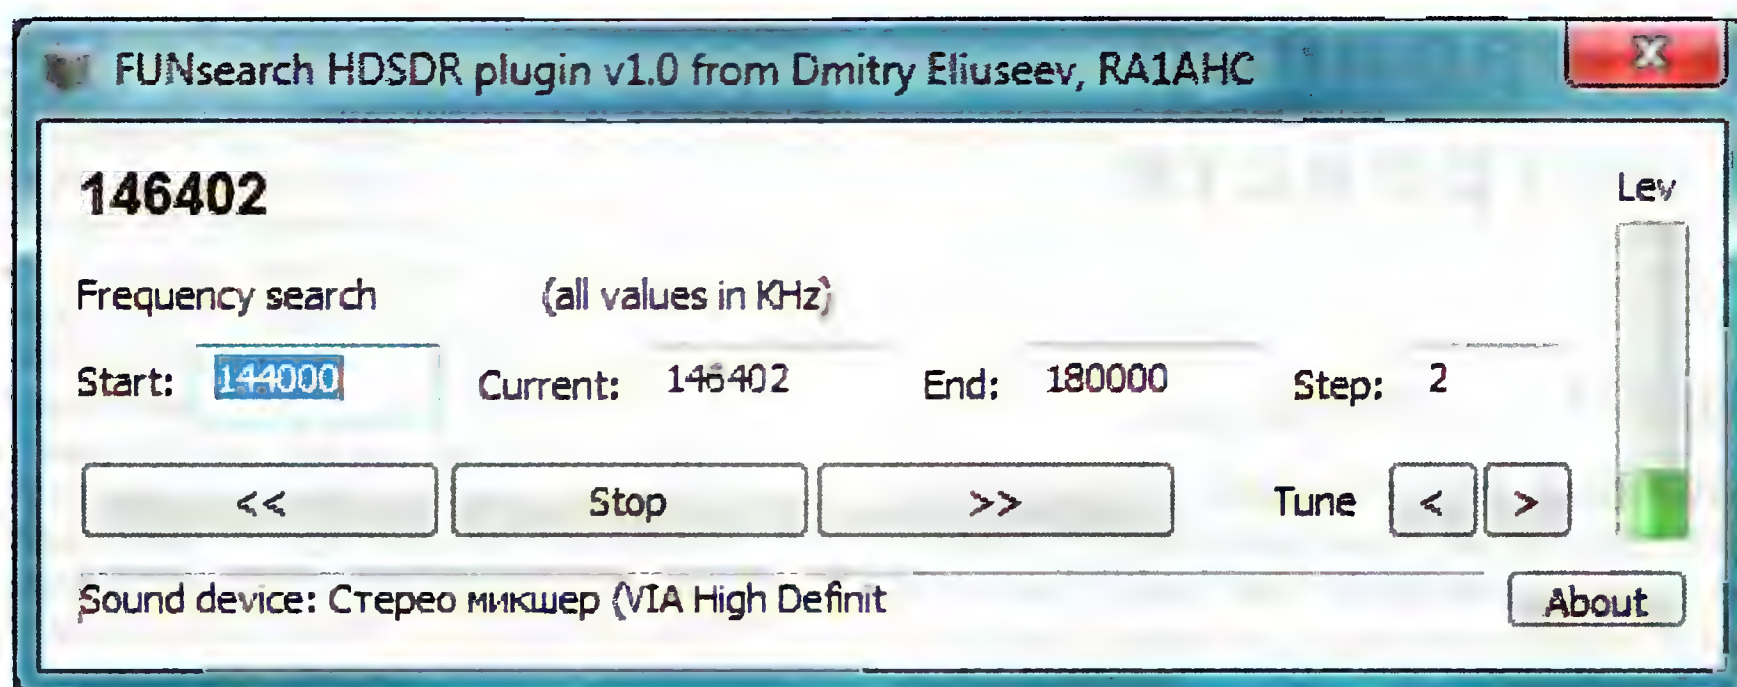 FUNsearch HDSDR plugin v1.0 from Dmitry Eliuseev, RA1AHC
X
146402
Lev
Frequency search (all values in KHz)
Start: 144000 Current: 146402 End: 180000 Step: 2
<< Stop >> Tune < >
Sound device: Стерео микшер (VIA High Definit
About